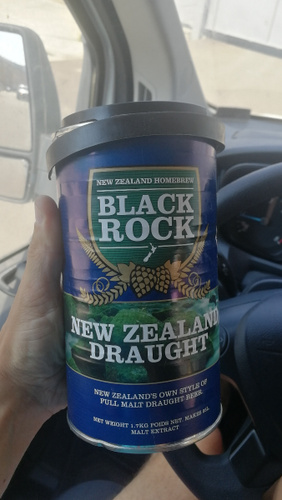 NEW ZEALAND HOMEBREW
BLACK
ROCK
NEW ZEALAND
DRAUGHT
NEW ZEALAND'S OWN STYLE OF
FULL MALT DRAUGHT BEER.
NET WEIGHT 1.7KG POIDS NET. MAKES 23L
MALT EXTRACT